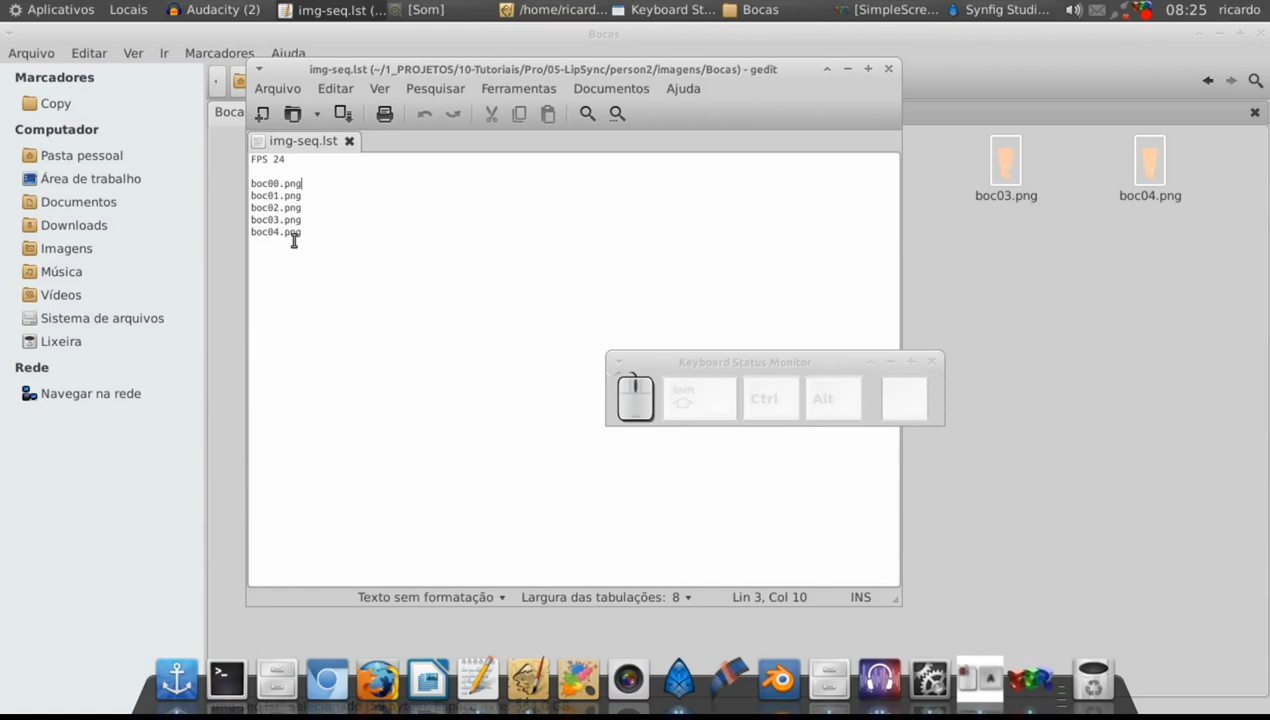 Aplicativos Locais Audacity (2) img-seq.lst (... [Som] /home/ricard... Keyboard St... Bocas [SimpleScre... Synfig Studi... 08:25 ricardo
Bocas
Arquivo Editar Ver Ir Marcadores Ajuda
Marcadores
Copy
Computador
Pasta pessoal
Área de trabalho
Documentos
Downloads
Imagens
Música
Vídeos
Sistema de arquivos
Lixeira
Rede
Navegar na rede
Bocas
img-seq.lst (~/1_PROJETOS/10-Tutoriais/Pro/05-LipSync/person2/imagens/Bocas) - gedit
Arquivo Editar Ver Pesquisar Ferramentas Documentos Ajuda
img-seq.lst
FPS 24
boc00.png
boc01.png
boc02.png
boc03.png
boc04.png
Texto sem formatação Largura das tabulações: 8 Lin 3, Col 10 INS
boc03.png boc04.png
Keyboard Status Monitor
Shift Ctrl Alt